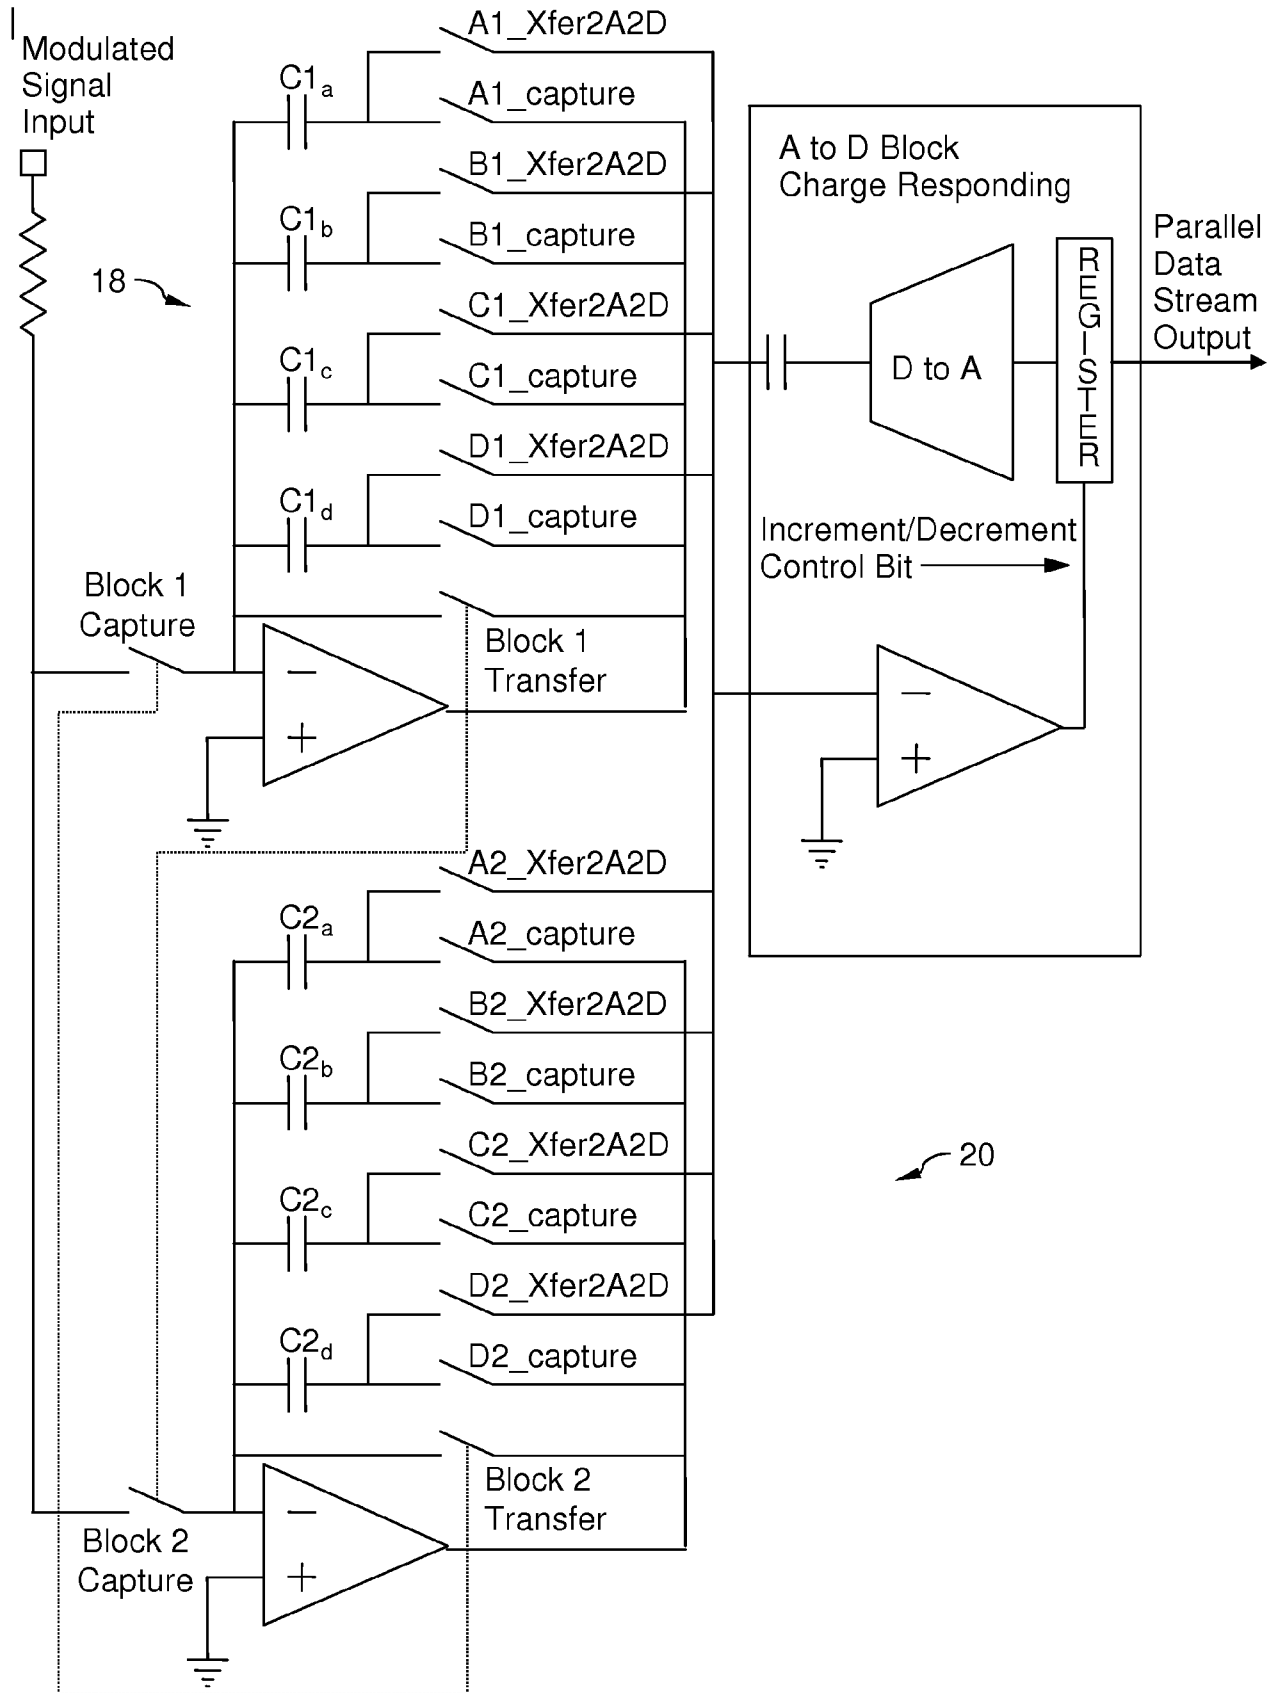 Modulated
Signal
Input
18
C1a
C1b
C1c
C1d
A1_Xfer2A2D
A1_capture
B1_Xfer2A2D
B1_capture
C1_Xfer2A2D
C1_capture
D1_Xfer2A2D
D1_capture
Block 1
Capture
Block 1
Transfer
−
+
A to D Block
Charge Responding
D to A
REGISTER
Parallel
Data
Stream
Output
Increment/Decrement
Control Bit
−
+
C2a
C2b
C2c
C2d
A2_Xfer2A2D
A2_capture
B2_Xfer2A2D
B2_capture
C2_Xfer2A2D
C2_capture
D2_Xfer2A2D
D2_capture
20
Block 2
Transfer
Block 2
Capture
−
+